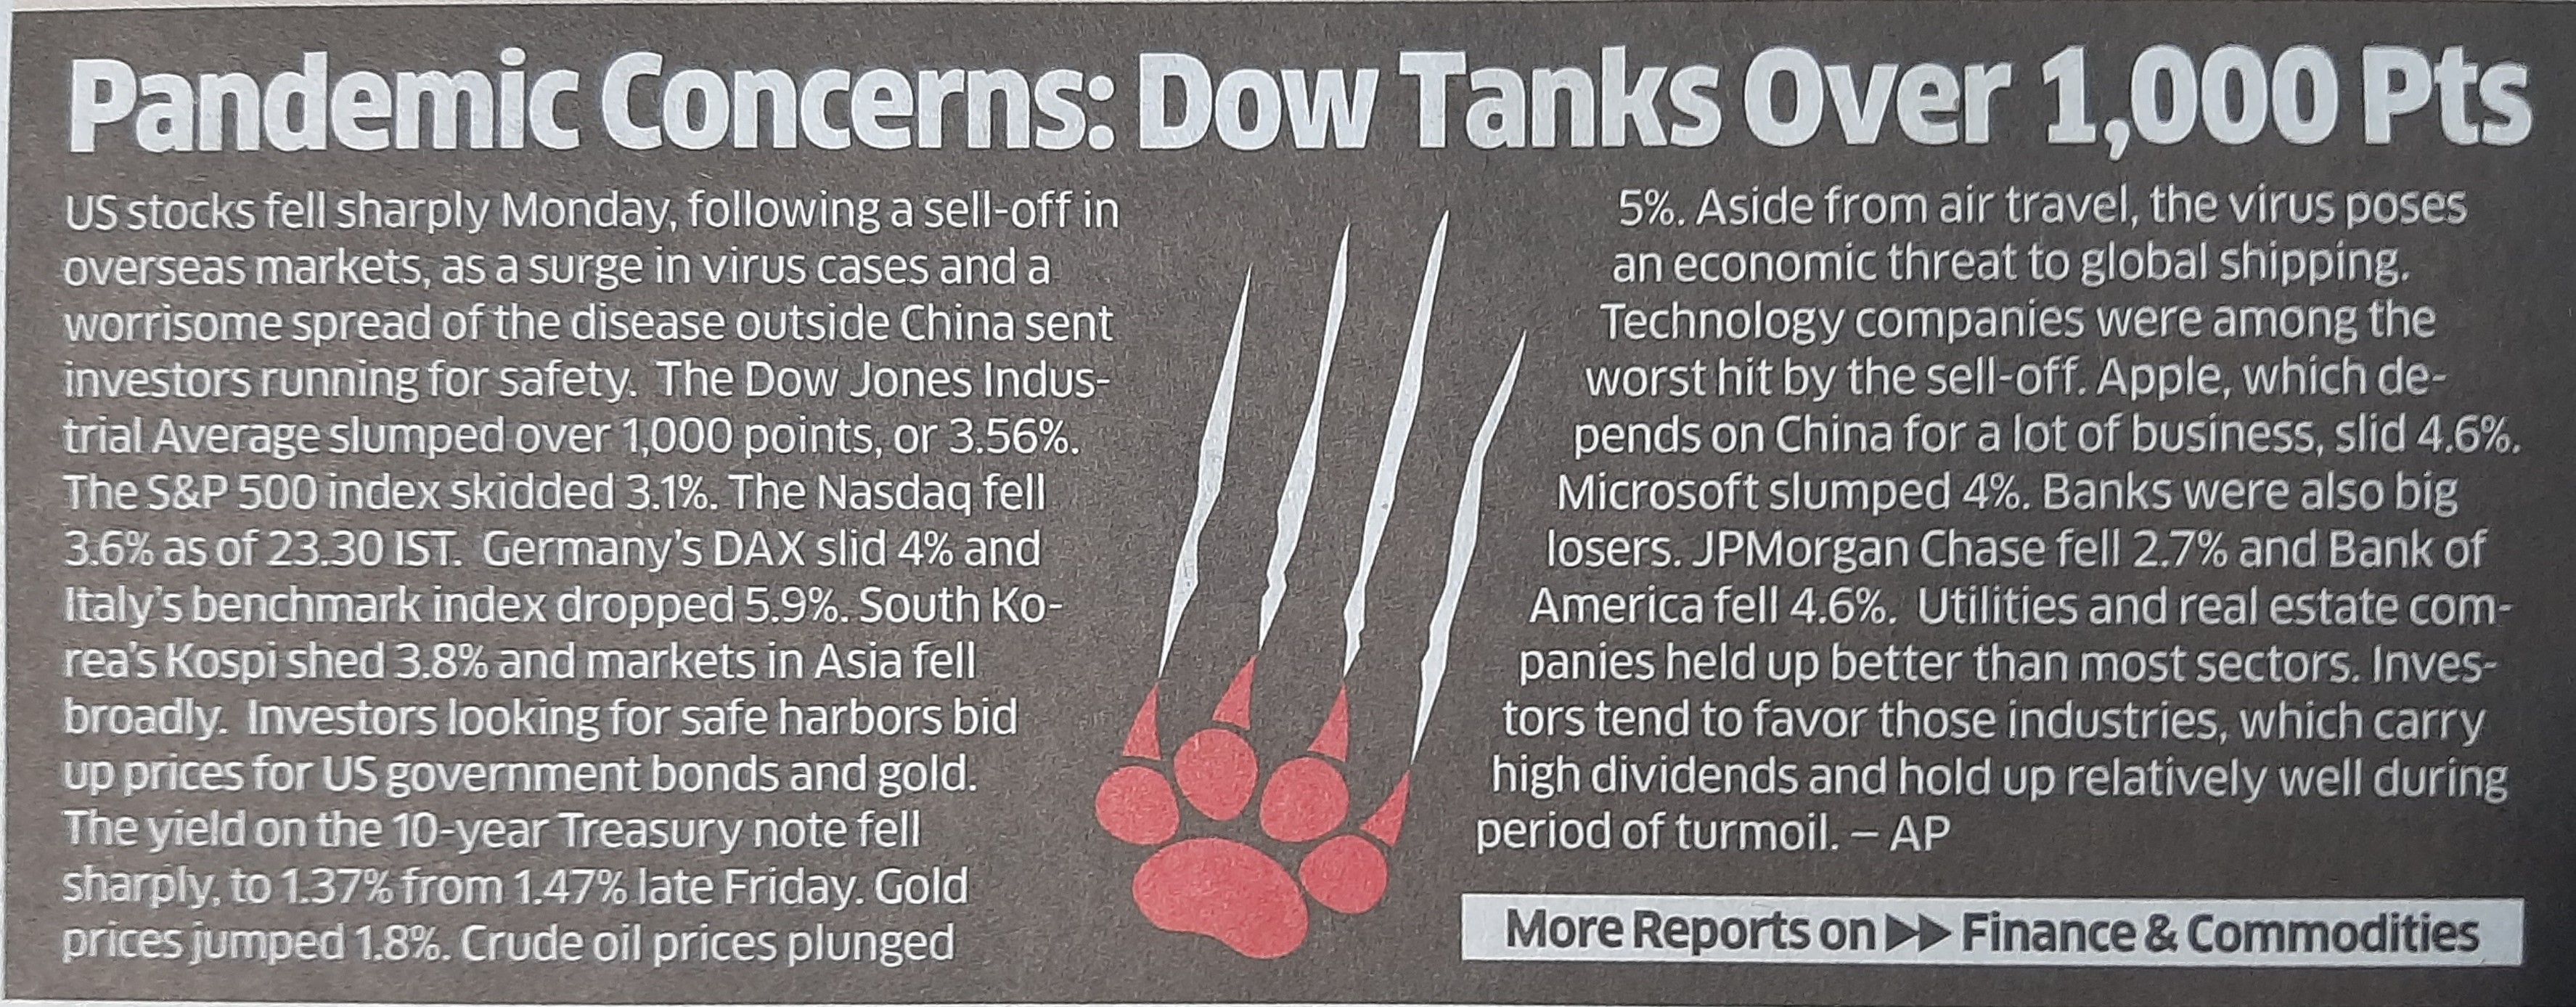 Pandemic Concerns: Dow Tanks Over 1,000 Pts
US stocks fell sharply Monday, following a sell-off in
overseas markets, as a surge in virus cases and a
worrisome spread of the disease outside China sent
investors running for safety. The Dow Jones Indus-
trial Average slumped over 1,000 points, or 3.56%.
The S&P 500 index skidded 3.1%. The Nasdaq fell
3.6% as of 23.30 IST. Germany's DAX slid 4% and
Italy's benchmark index dropped 5.9%. South Ko-
rea's Kospi shed 3.8% and markets in Asia fell
broadly. Investors looking for safe harbors bid
up prices for US government bonds and gold.
The yield on the 10-year Treasury note fell
sharply, to 1.37% from 1.47% late Friday. Gold
prices jumped 1.8%. Crude oil prices plunged
5%. Aside from air travel, the virus poses
an economic threat to global shipping.
Technology companies were among the
worst hit by the sell-off. Apple, which de-
pends on China for a lot of business, slid 4.6%.
Microsoft slumped 4%. Banks were also big
losers. JPMorgan Chase fell 2.7% and Bank of
America fell 4.6%. Utilities and real estate com-
panies held up better than most sectors. Inves-
tors tend to favor those industries, which carry
high dividends and hold up relatively well during
period of turmoil. – AP
More Reports on ▶▶ Finance & Commodities